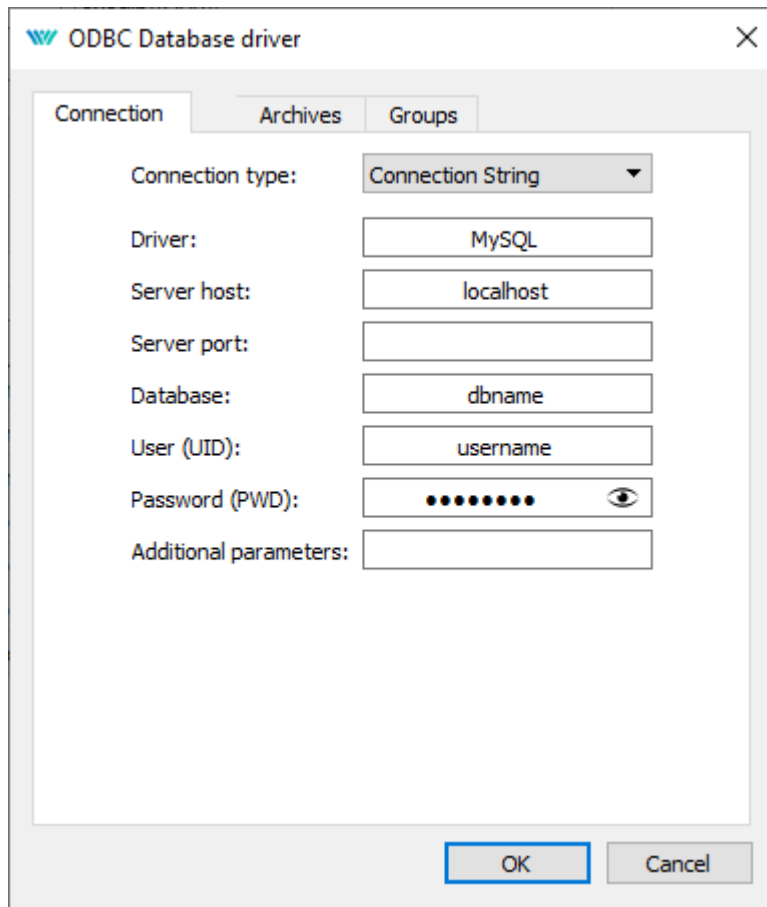 ODBC Database driver
Connection Archives Groups
Connection type: Connection String
Driver: MySQL
Server host: localhost
Server port:
Database: dbname
User (UID): username
Password (PWD): ●●●●●●●●
Additional parameters:
OK Cancel